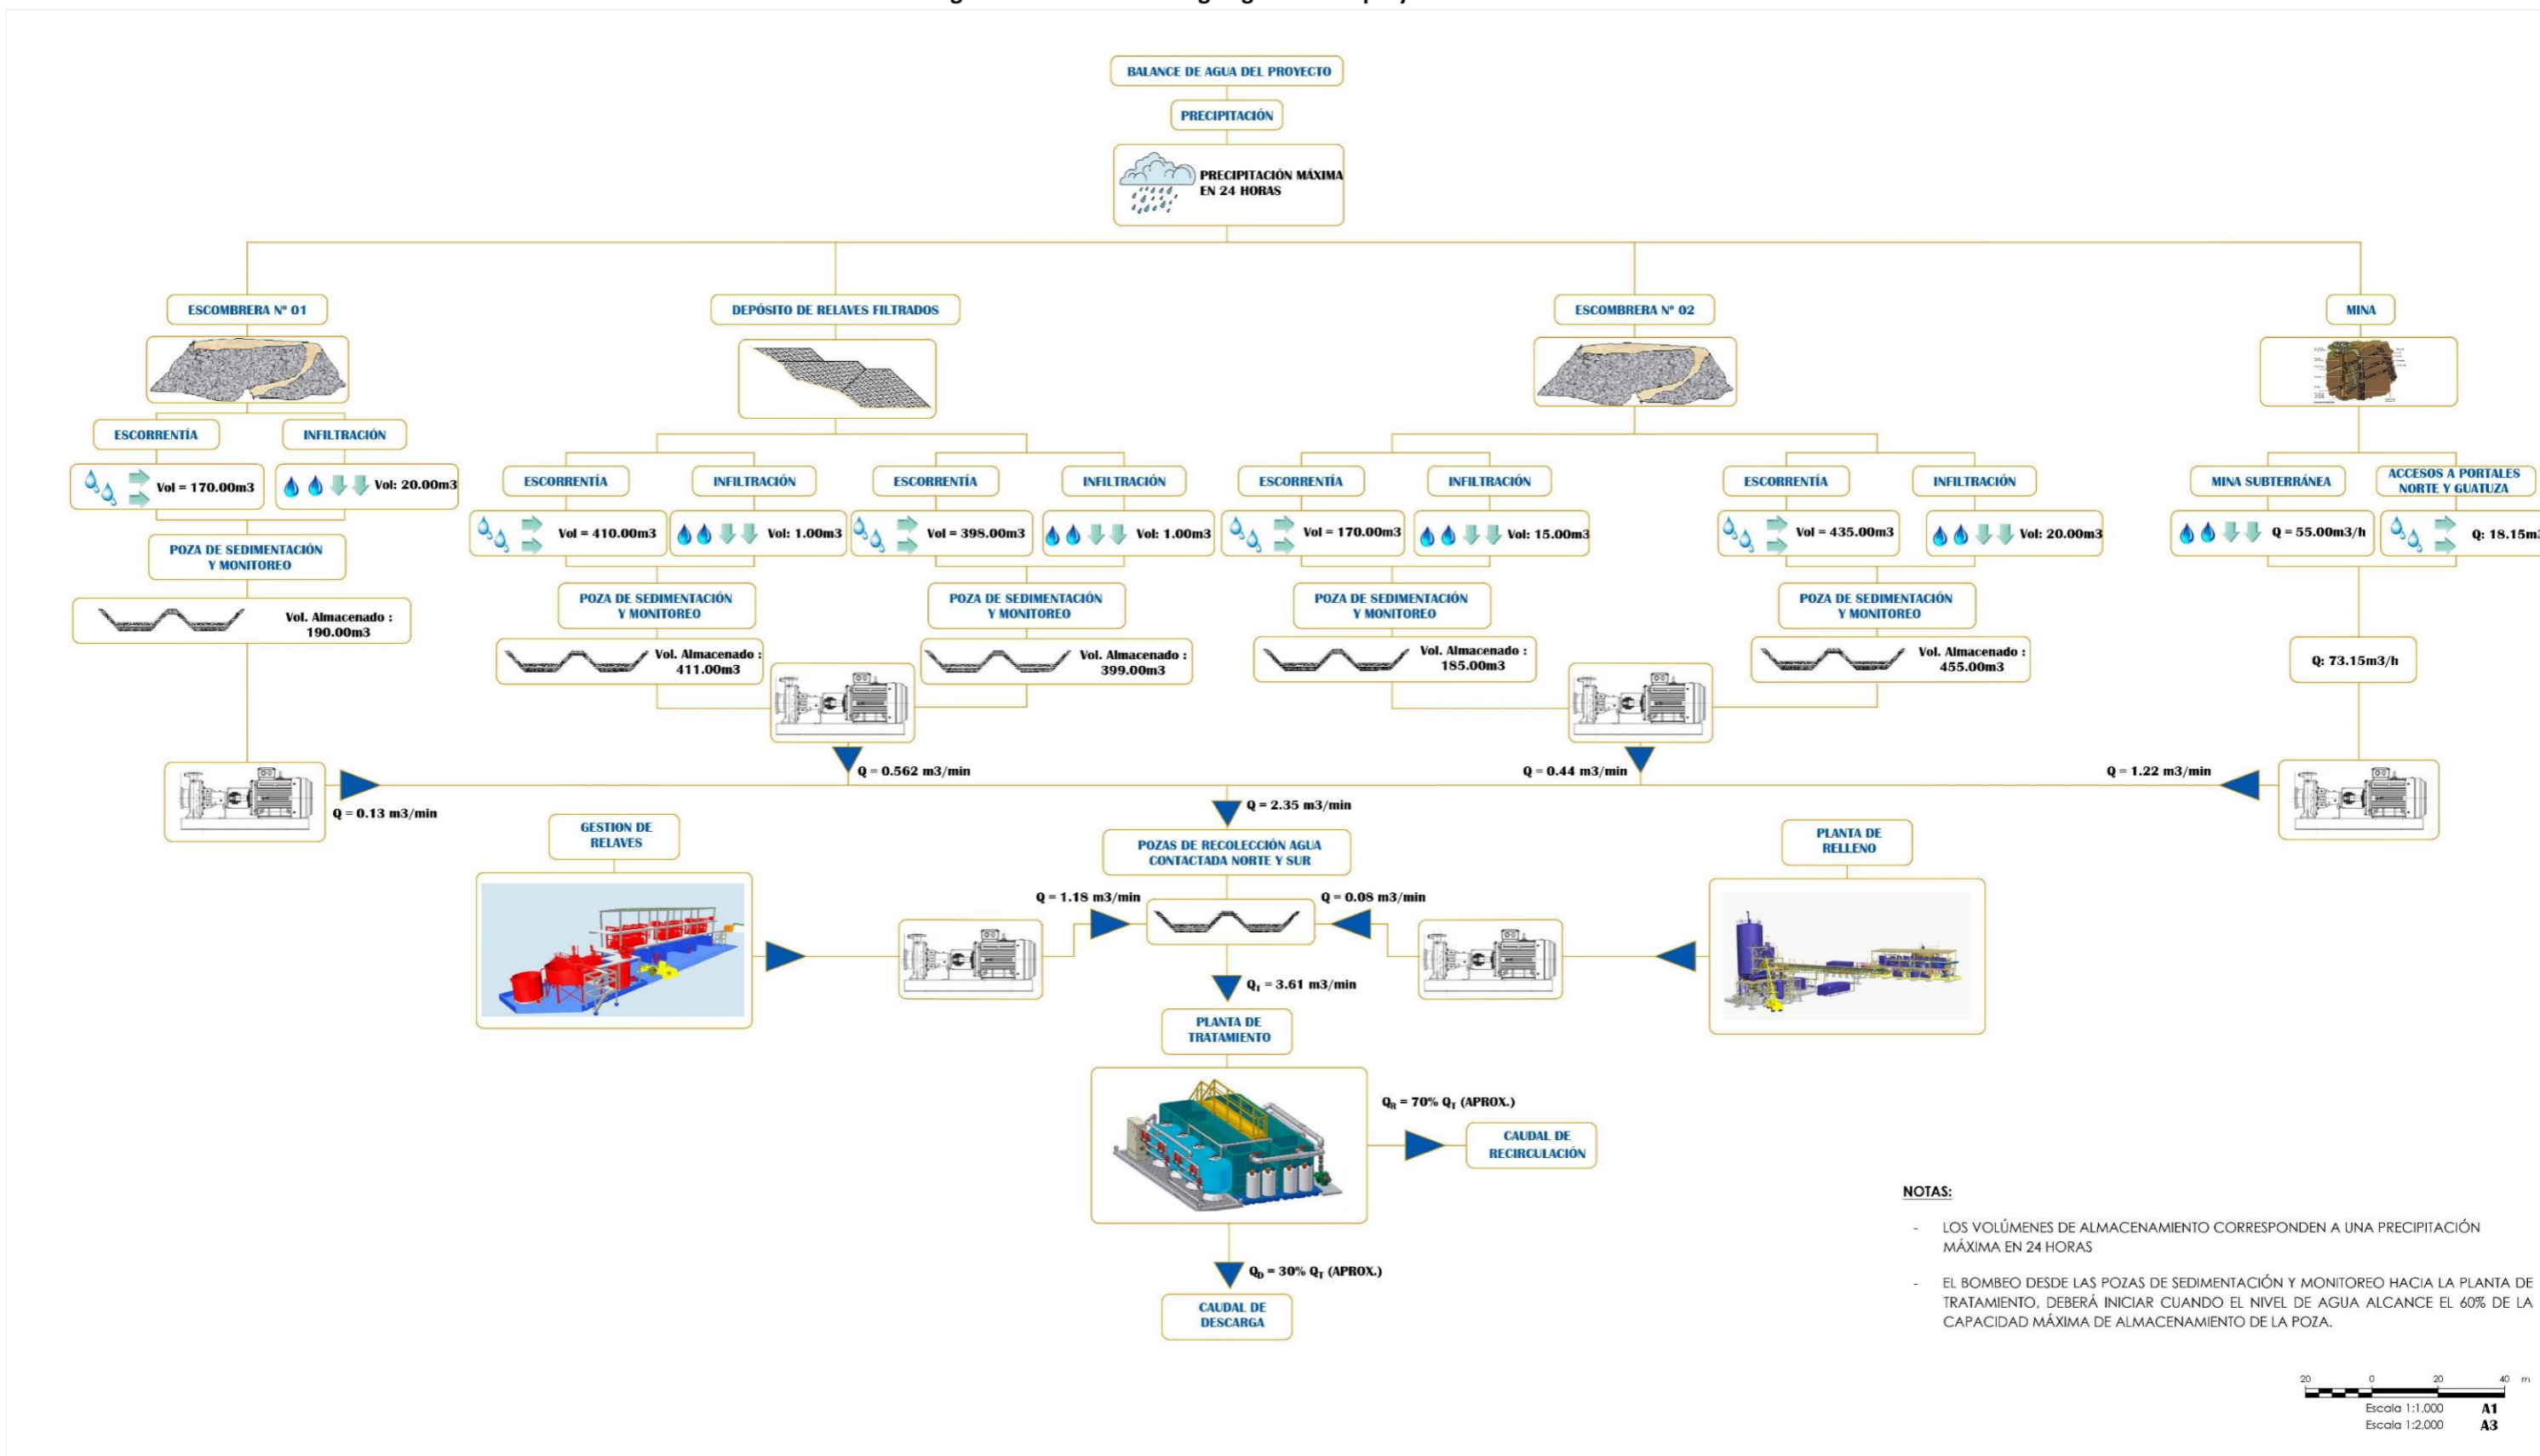 BALANCE DE AGUA DEL PROYECTO
PRECIPITACIÓN
PRECIPITACIÓN MÁXIMA
EN 24 HORAS
ESCOMBRERA Nº 01
DEPÓSITO DE RELAVES FILTRADOS
ESCOMBRERA Nº 02
MINA
ESCORRENTÍA
INFILTRACIÓN
Vol = 170.00m3
Vol: 20.00m3
POZA DE SEDIMENTACIÓN
Y MONITOREO
Vol. Almacenado :
190.00m3
ESCORRENTÍA
INFILTRACIÓN
Vol = 410.00m3
Vol: 1.00m3
POZA DE SEDIMENTACIÓN
Y MONITOREO
Vol. Almacenado :
411.00m3
ESCORRENTÍA
INFILTRACIÓN
Vol = 398.00m3
Vol: 1.00m3
POZA DE SEDIMENTACIÓN
Y MONITOREO
Vol. Almacenado :
399.00m3
ESCORRENTÍA
INFILTRACIÓN
Vol = 170.00m3
Vol: 15.00m3
POZA DE SEDIMENTACIÓN
Y MONITOREO
Vol. Almacenado :
185.00m3
ESCORRENTÍA
INFILTRACIÓN
Vol = 435.00m3
Vol: 20.00m3
POZA DE SEDIMENTACIÓN
Y MONITOREO
Vol. Almacenado :
455.00m3
MINA SUBTERRÁNEA
ACCESOS A PORTALES
NORTE Y GUATUZA
Q = 55.00m3/h
Q: 18.15m3
Q: 73.15m3/h
Q = 0.13 m3/min
Q = 0.562 m3/min
Q = 0.44 m3/min
Q = 1.22 m3/min
Q = 2.35 m3/min
GESTION DE
RELAVES
POZAS DE RECOLECCIÓN AGUA
CONTACTADA NORTE Y SUR
PLANTA DE
RELLENO
Q = 1.18 m3/min
Q = 0.08 m3/min
QT = 3.61 m3/min
PLANTA DE
TRATAMIENTO
QR = 70% QT (APROX.)
CAUDAL DE
RECIRCULACIÓN
QD = 30% QT (APROX.)
CAUDAL DE
DESCARGA
NOTAS:
- LOS VOLÚMENES DE ALMACENAMIENTO CORRESPONDEN A UNA PRECIPITACIÓN
MÁXIMA EN 24 HORAS
- EL BOMBEO DESDE LAS POZAS DE SEDIMENTACIÓN Y MONITOREO HACIA LA PLANTA DE
TRATAMIENTO, DEBERÁ INICIAR CUANDO EL NIVEL DE AGUA ALCANCE EL 60% DE LA
CAPACIDAD MÁXIMA DE ALMACENAMIENTO DE LA POZA.
20 0 20 40 m
Escala 1:1,000 A1
Escala 1:2,000 A3